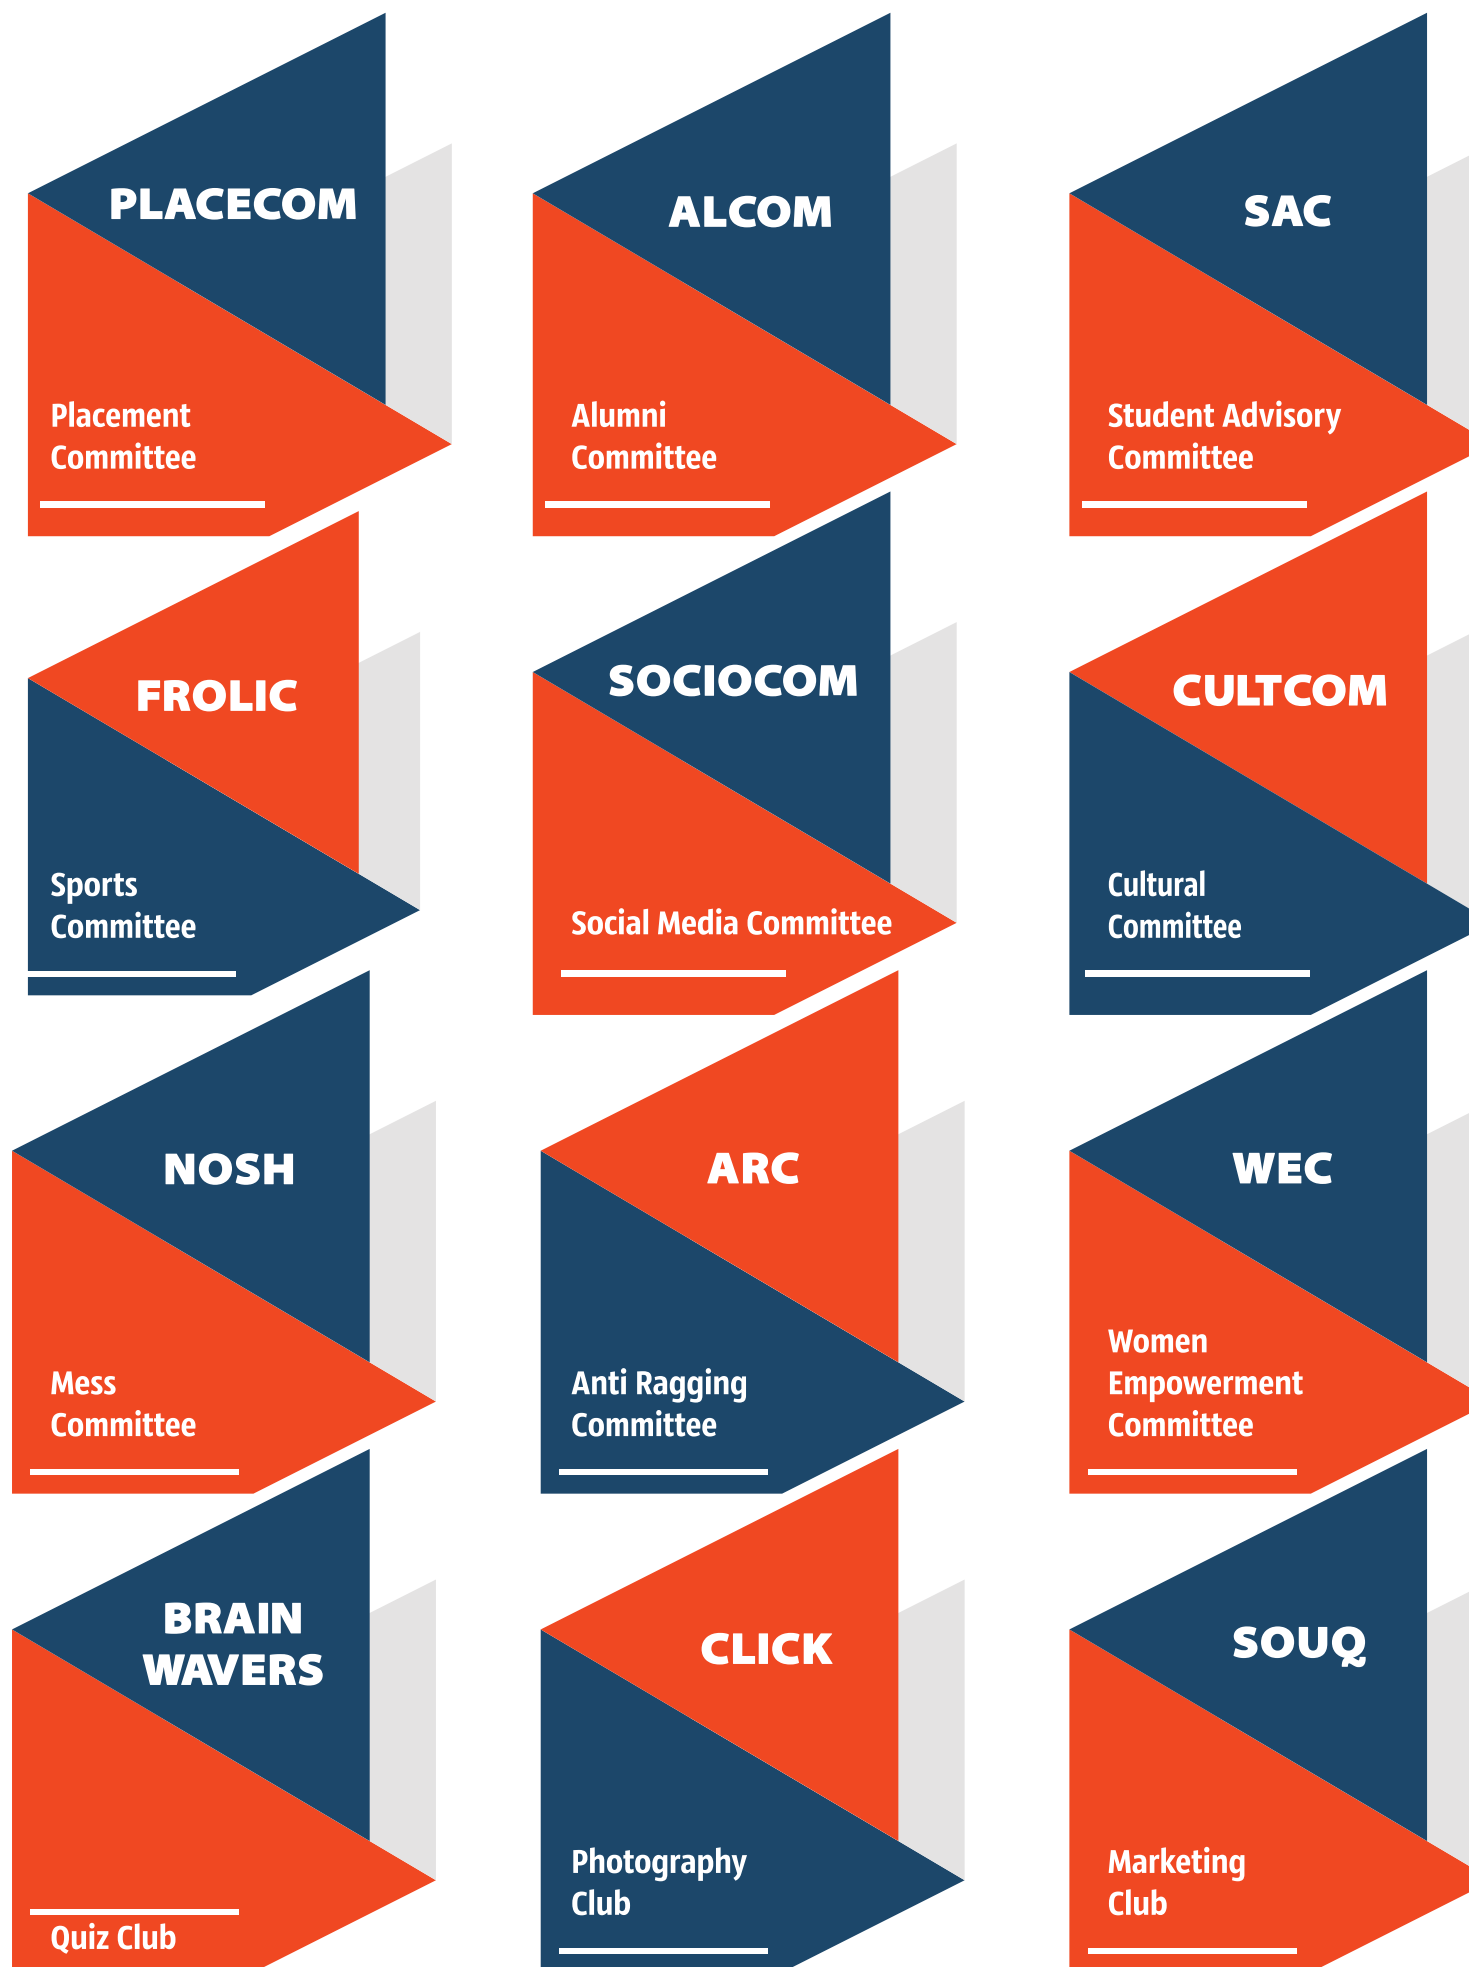 PLACECOM
Placement
Committee
ALCOM
Alumni
Committee
SAC
Student Advisory
Committee
FROLIC
Sports
Committee
SOCIOCOM
Social Media Committee
CULTCOM
Cultural
Committee
NOSH
Mess
Committee
ARC
Anti Ragging
Committee
WEC
Women
Empowerment
Committee
BRAIN
WAVERS
Quiz Club
CLICK
Photography
Club
SOUQ
Marketing
Club